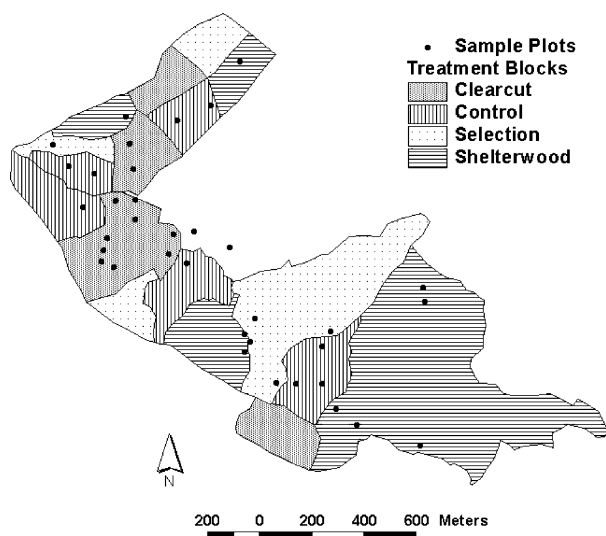 Sample Plots
Treatment Blocks
Clearcut
Control
Selection
Shelterwood
N
200 0 200 400 600 Meters